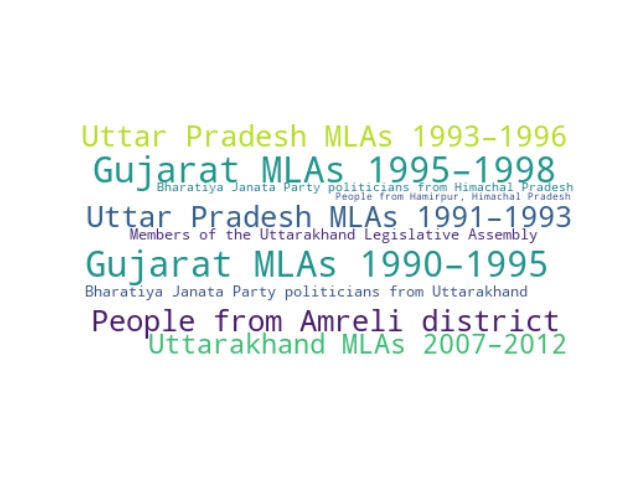 Uttar Pradesh MLAs 1993–1996
Gujarat MLAs 1995–1998
Bharatiya Janata Party politicians from Himachal Pradesh
People from Hamirpur, Himachal Pradesh
Uttar Pradesh MLAs 1991–1993
Members of the Uttarakhand Legislative Assembly
Gujarat MLAs 1990–1995
Bharatiya Janata Party politicians from Uttarakhand
People from Amreli district
Uttarakhand MLAs 2007–2012